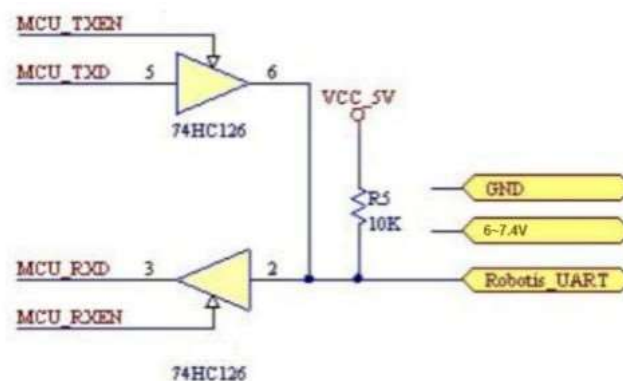 MCU_TXEN
MCU_TXD 5 6
74HC126
VCC_5V
R5
10K
GND
6~7.4V
MCU_RXD 3 2 Robotis_UART
MCU_RXEN
74HC126